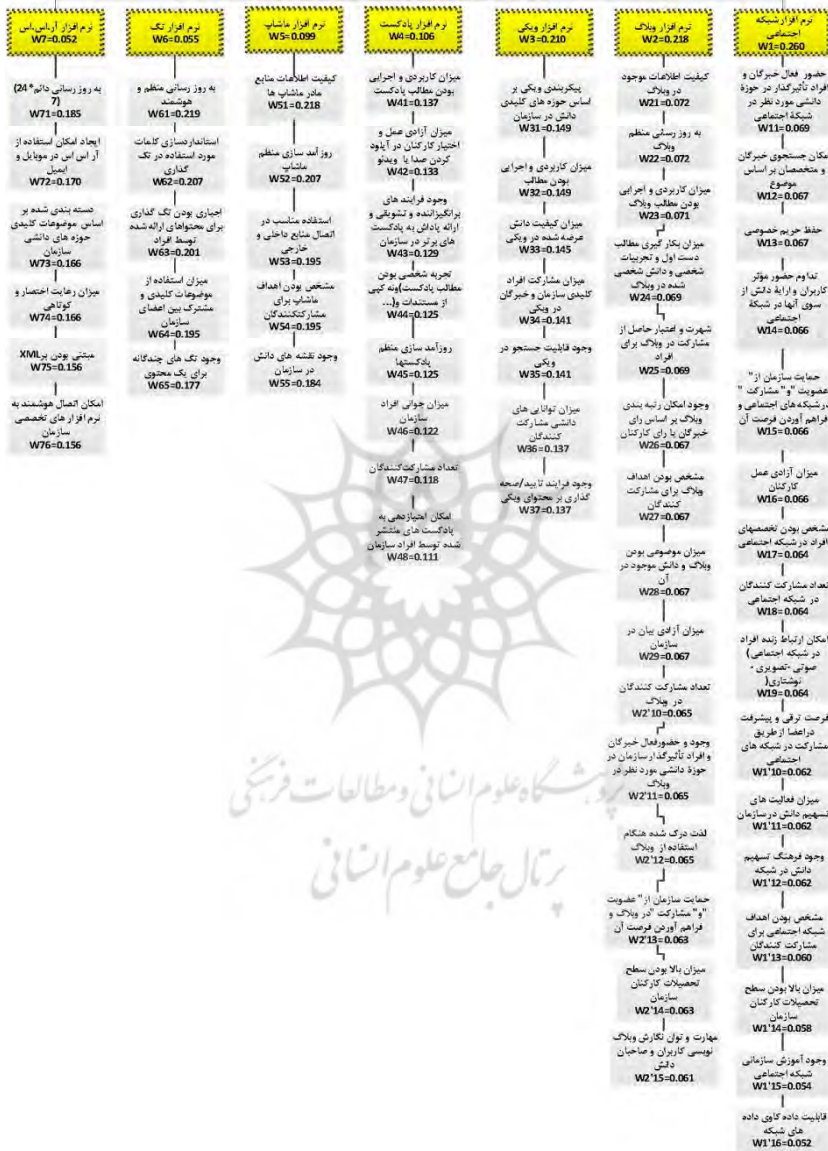 نرم افزار شبکه
اجتماعی
W1=0.260
حضور فعال خبرگان و
افراد تأثیرگذار در حوزة
دانشی مورد نظر در
شبکة اجتماعی
W11=0.069
امکان جستجوی خبرگان
و متخصصان بر اساس
موضوع
W12=0.067
حفظ حریم خصوصی
W13=0.067
تداوم حضور مؤثر
کاربران و ارایة دانش از
سوی آنها در شبکة
اجتماعی
W14=0.066
حمایت سازمان از"
عضویت "و" مشارکت "
درشبکه های اجتماعی و
فراهم آوردن فرصت آن
W15=0.066
میزان آزادی عمل
کارکنان
W16=0.066
مشخص بودن تخصصهای
افراد در شبکه اجتماعی
W17=0.064
تعداد مشارکت کنندگان
در شبکه اجتماعی
W18=0.064
امکان ارتباط زنده افراد
در شبکه اجتماعی)
صوتی -تصویری -
نوشتاری(
W19=0.064
فرصت ترقی و پیشرفت
دراعضا از طریق
مشارکت در شبکه های
اجتماعی
W1'10=0.062
میزان فعالیت های
تسهیم دانش در سازمان
W1'11=0.062
وجود فرهنگ تسهیم
دانش در شبکه
W1'12=0.062
مشخص بودن اهداف
شبکه اجتماعی برای
مشارکت کنندگان
W1'13=0.060
میزان بالا بودن سطح
تحصیلات کارکنان
سازمان
W1'14=0.058
وجود آموزش سازمانی
شبکه اجتماعی
W1'15=0.054
قابلیت داده کاوی داده
های شبکه
W1'16=0.052
نرم افزار وبلاگ
W2=0.218
کیفیت اطلاعات موجود
در وبلاگ
W21=0.072
به روز رسانی منظم
وبلاگ
W22=0.072
میزان کاربردی و اجرایی
بودن مطالب وبلاگ
W23=0.071
میزان بکار گیری مطالب
دست اول و تجربیات
شخصی و دانش شخصی
شده در وبلاگ
W24=0.069
شهرت و اعتبار حاصل از
مشارکت در وبلاگ برای
افراد
W25=0.069
وجود امکان رتبه بندی
وبلاگ بر اساس رای
خبرگان یا رای کارکنان
W26=0.067
مشخص بودن اهداف
وبلاگ برای مشارکت
کنندگان
W27=0.067
میزان موضوعی بودن
وبلاگ و دانش موجود در
آن
W28=0.067
میزان آزادی بیان در
سازمان
W29=0.067
تعداد مشارکت کنندگان
در وبلاگ
W2'10=0.065
وجود و حضورفعال خبرگان
و افراد تأثیرگذار سازمان در
حوزة دانشی مورد نظر در
وبلاگ
W2'11=0.065
لذت درک شده هنگام
استفاده از وبلاگ
W2'12=0.065
حمایت سازمان از" عضویت
"و" مشارکت "در وبلاگ و
فراهم آوردن فرصت آن
W2'13=0.063
میزان بالا بودن سطح
تحصیلات کارکنان
سازمان
W2'14=0.063
مهارت و توان نگارش وبلاگ
نویسی کاربران و صاحبان
دانش
W2'15=0.061
نرم افزار ویکی
W3=0.210
پیکربندی ویکی بر
اساس حوزه های کلیدی
دانش در سازمان
W31=0.149
میزان کاربردی و اجرایی
بودن مطالب
W32=0.149
میزان کیفیت دانش
عرضه شده در ویکی
W33=0.145
میزان مشارکت افراد
کلیدی سازمان و خبرگان
در ویکی
W34=0.141
وجود قابلیت جستجو در
ویکی
W35=0.141
میزان توانایی های
دانشی مشارکت
کنندگان
W36=0.137
وجود فرایند تایید/صحه
گذاری بر محتوای ویکی
W37=0.137
نرم افزار پادکست
W4=0.106
میزان کاربردی و اجرایی
بودن مطالب پادکست
W41=0.137
میزان آزادی عمل و
اختیار کارکنان در آپلود
کردن صدا یا ویدئو
W42=0.133
وجود فرایند های
برانگیزاننده و تشویقی و
ارائه پاداش به پادکست
های برتر در سازمان
W43=0.129
تجربه شخصی بودن
مطالب پادکست)ونه کپی
از مستندات و(...
W44=0.125
روزآمد سازی منظم
پادکستها
W45=0.125
میزان جوانی افراد
سازمان
W46=0.122
تعداد مشارکت‌کنندگان
W47=0.118
امکان امتیازدهی به
پادکست های منتشر
شده توسط افراد سازمان
W48=0.111
نرم افزار ماشاپ
W5=0.099
کیفیت اطلاعات منابع
مادر ماشاپ ها
W51=0.218
روز آمد سازی منظم
ماشاپ
W52=0.207
استفاده مناسب در
اتصال منابع داخلی و
خارجی
W53=0.195
مشخص بودن اهداف
ماشاپ برای
مشارکتکنندگان
W54=0.195
وجود نقشه های دانش
در سازمان
W55=0.184
نرم افزار تگ
W6=0.055
به روز رسانی منظم و
هوشمند
W61=0.219
استانداردسازی کلمات
مورد استفاده در تگ
گذاری
W62=0.207
اجباری بودن تگ گذاری
برای محتواهای ارائه شده
توسط افراد
W63=0.201
میزان استفاده از
موضوعات کلیدی و
مشترک بین اعضای
سازمان
W64=0.195
وجود تگ های چندگانه
برای یک محتوی
W65=0.177
نرم افزار آر.اس.اس
W7=0.052
به روز رسانی دائم*24)
7)
W71=0.185
ایجاد امکان استفاده از
آر اس اس در موبایل و
ایمیل
W72=0.170
دسته بندی شده بر
اساس موضوعات کلیدی
حوزه های دانشی
سازمان
W73=0.166
میزان رعایت اختصار و
کوتاهی
W74=0.166
مبتنی بودن برXML
W75=0.156
امکان اتصال هوشمند به
نرم افزار های تخصصی
سازمان
W76=0.156
پژوهشگاه علوم انسانی و مطالعات فرهنگی
پرتال جامع علوم انسانی